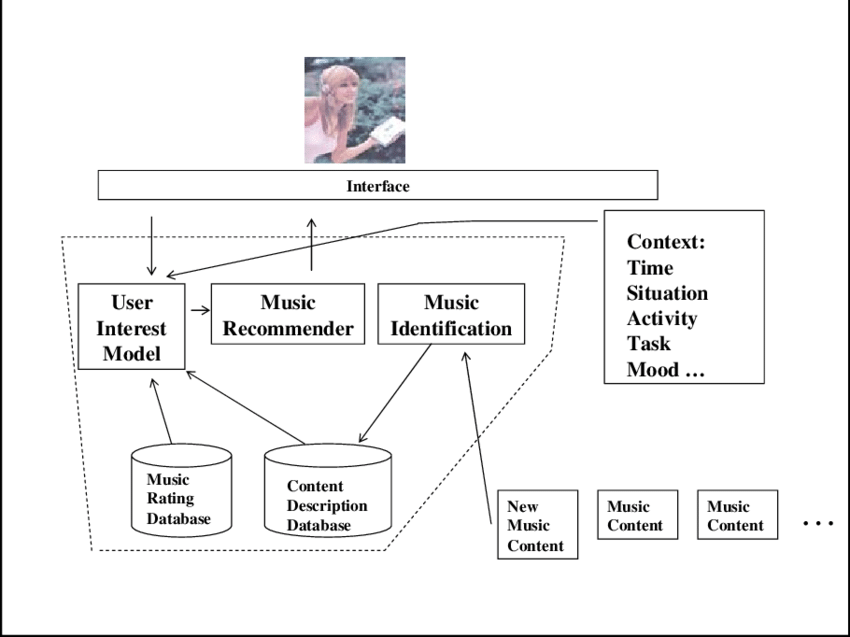 Interface
Context:
Time
Situation
Activity
Task
Mood …
User
Interest
Model
Music
Recommender
Music
Identification
Music
Rating
Database
Content
Description
Database
New
Music
Content
Music
Content
Music
Content
...